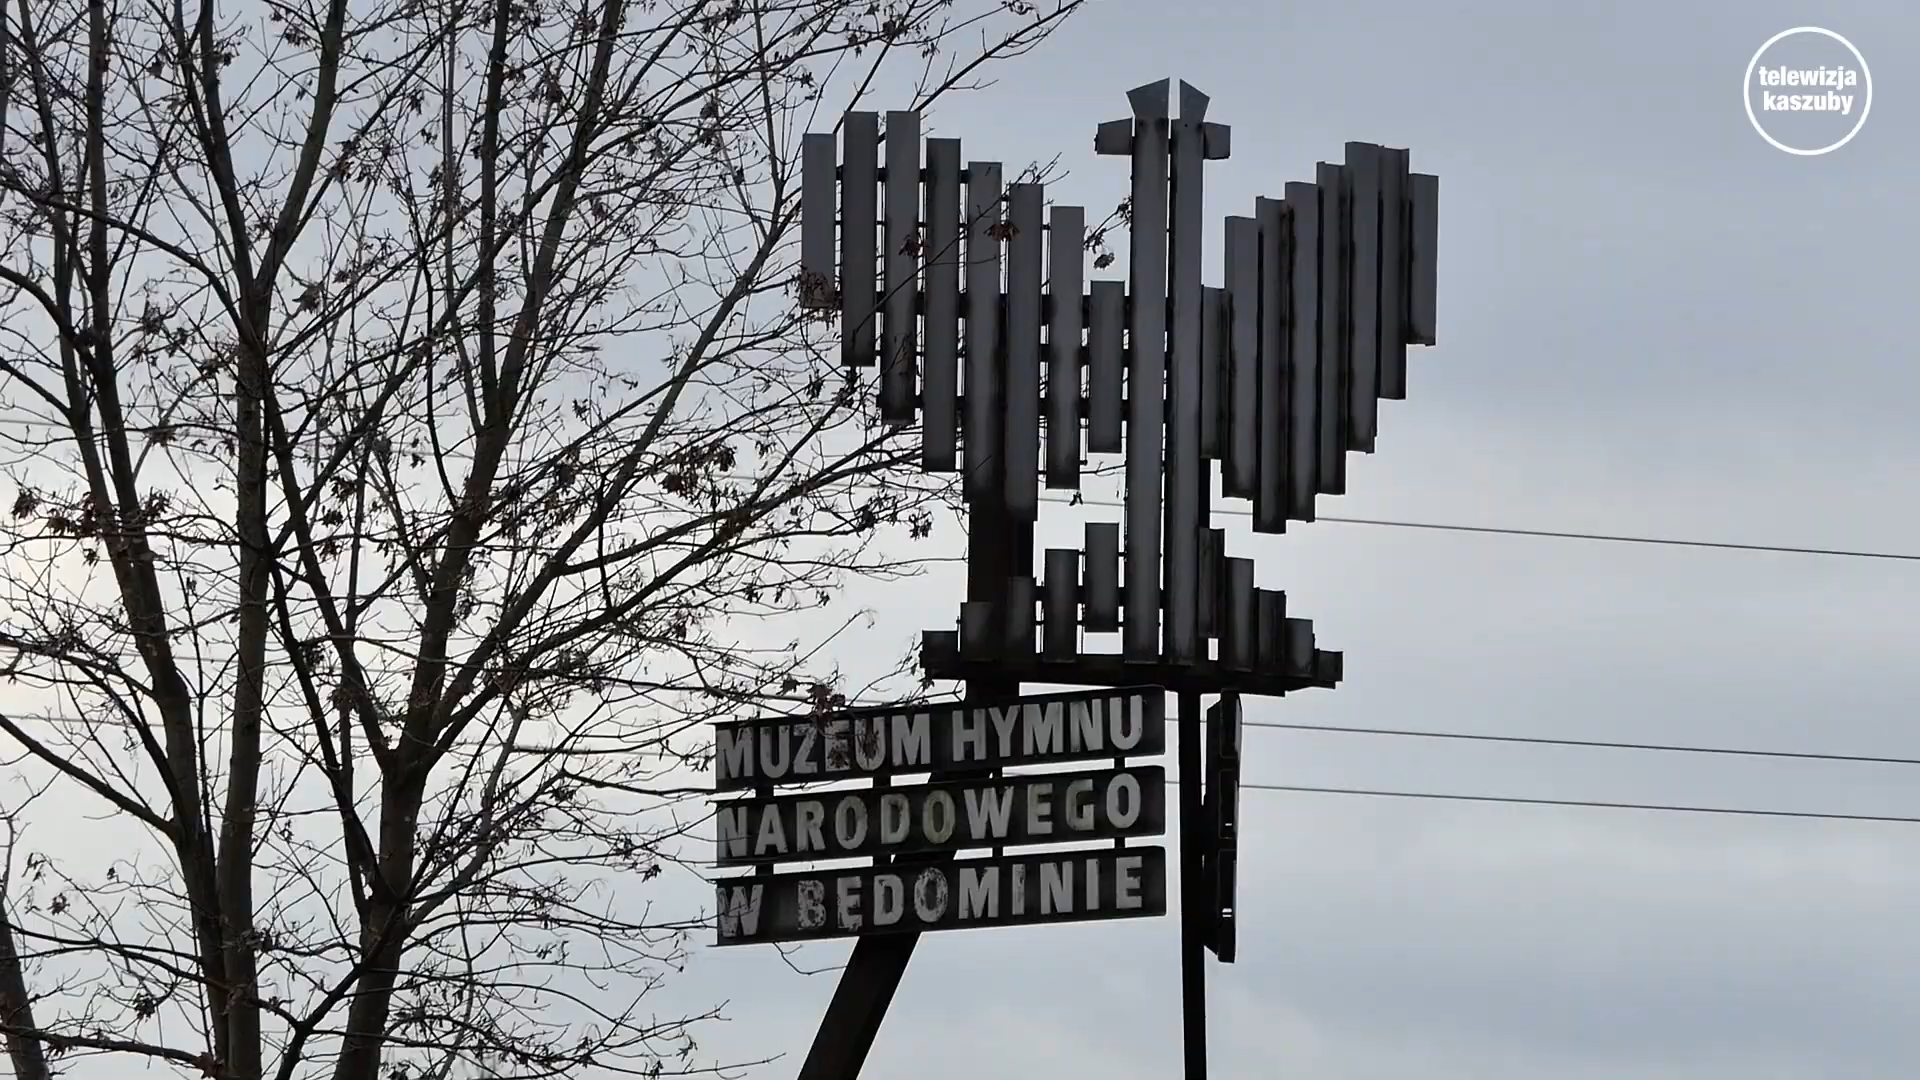 telewizja
kaszuby
MUZEUM HYMNU
NARODOWEGO
W BĘDOMINIE